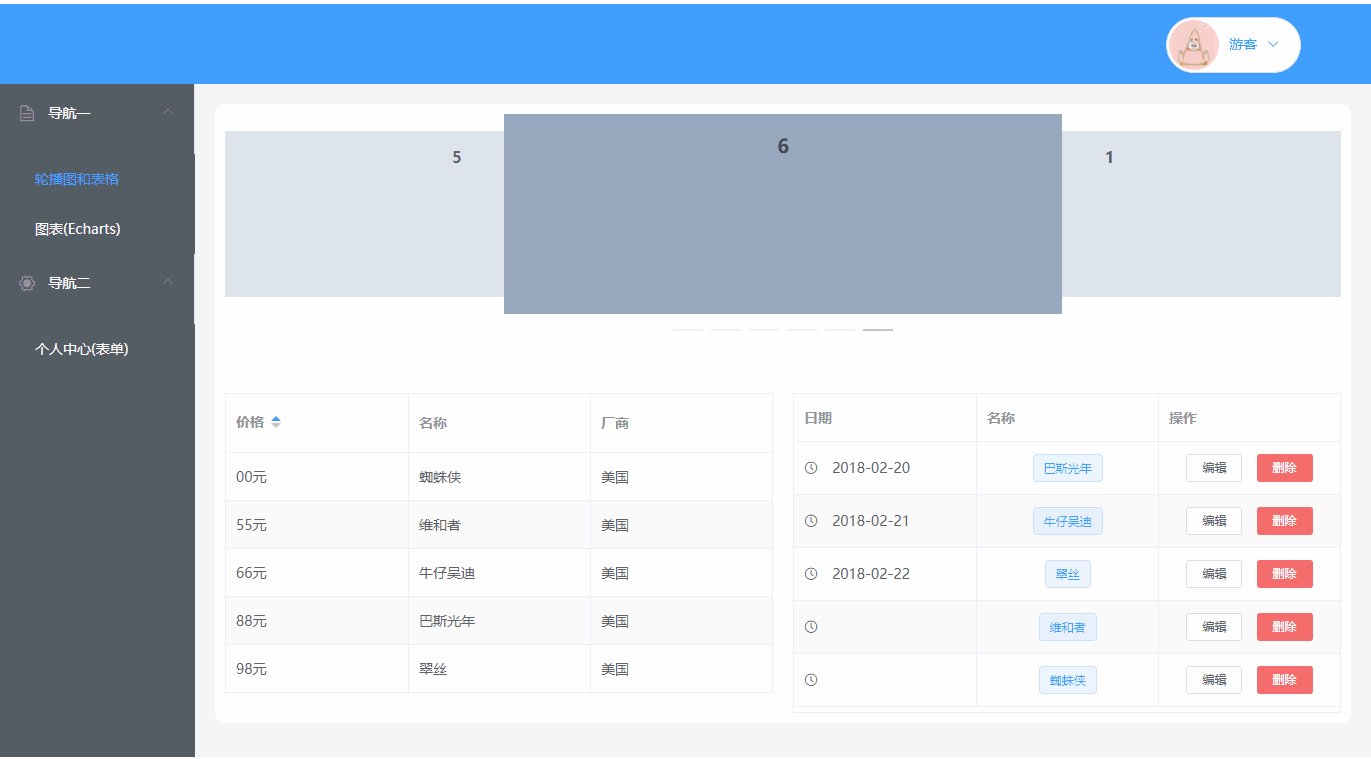 游客
导航一
轮播图和表格
图表(Echarts)
导航二
个人中心(表单)
5
6
1
价格 名称 厂商
00元 蜘蛛侠 美国
55元 维和者 美国
66元 牛仔吴迪 美国
88元 巴斯光年 美国
98元 翠丝 美国
日期 名称 操作
2018-02-20 巴斯光年 编辑 删除
2018-02-21 牛仔吴迪 编辑 删除
2018-02-22 翠丝 编辑 删除
维和者 编辑 删除
蜘蛛侠 编辑 删除